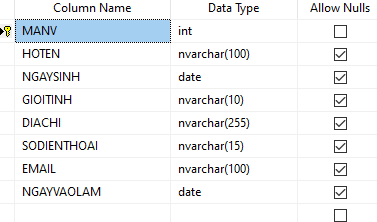 Column Name Data Type Allow Nulls
MANV int
HOTEN nvarchar(100)
NGAYSINH date
GIOITINH nvarchar(10)
DIACHI nvarchar(255)
SODIENTHOAI nvarchar(15)
EMAIL nvarchar(100)
NGAYVAOLAM date